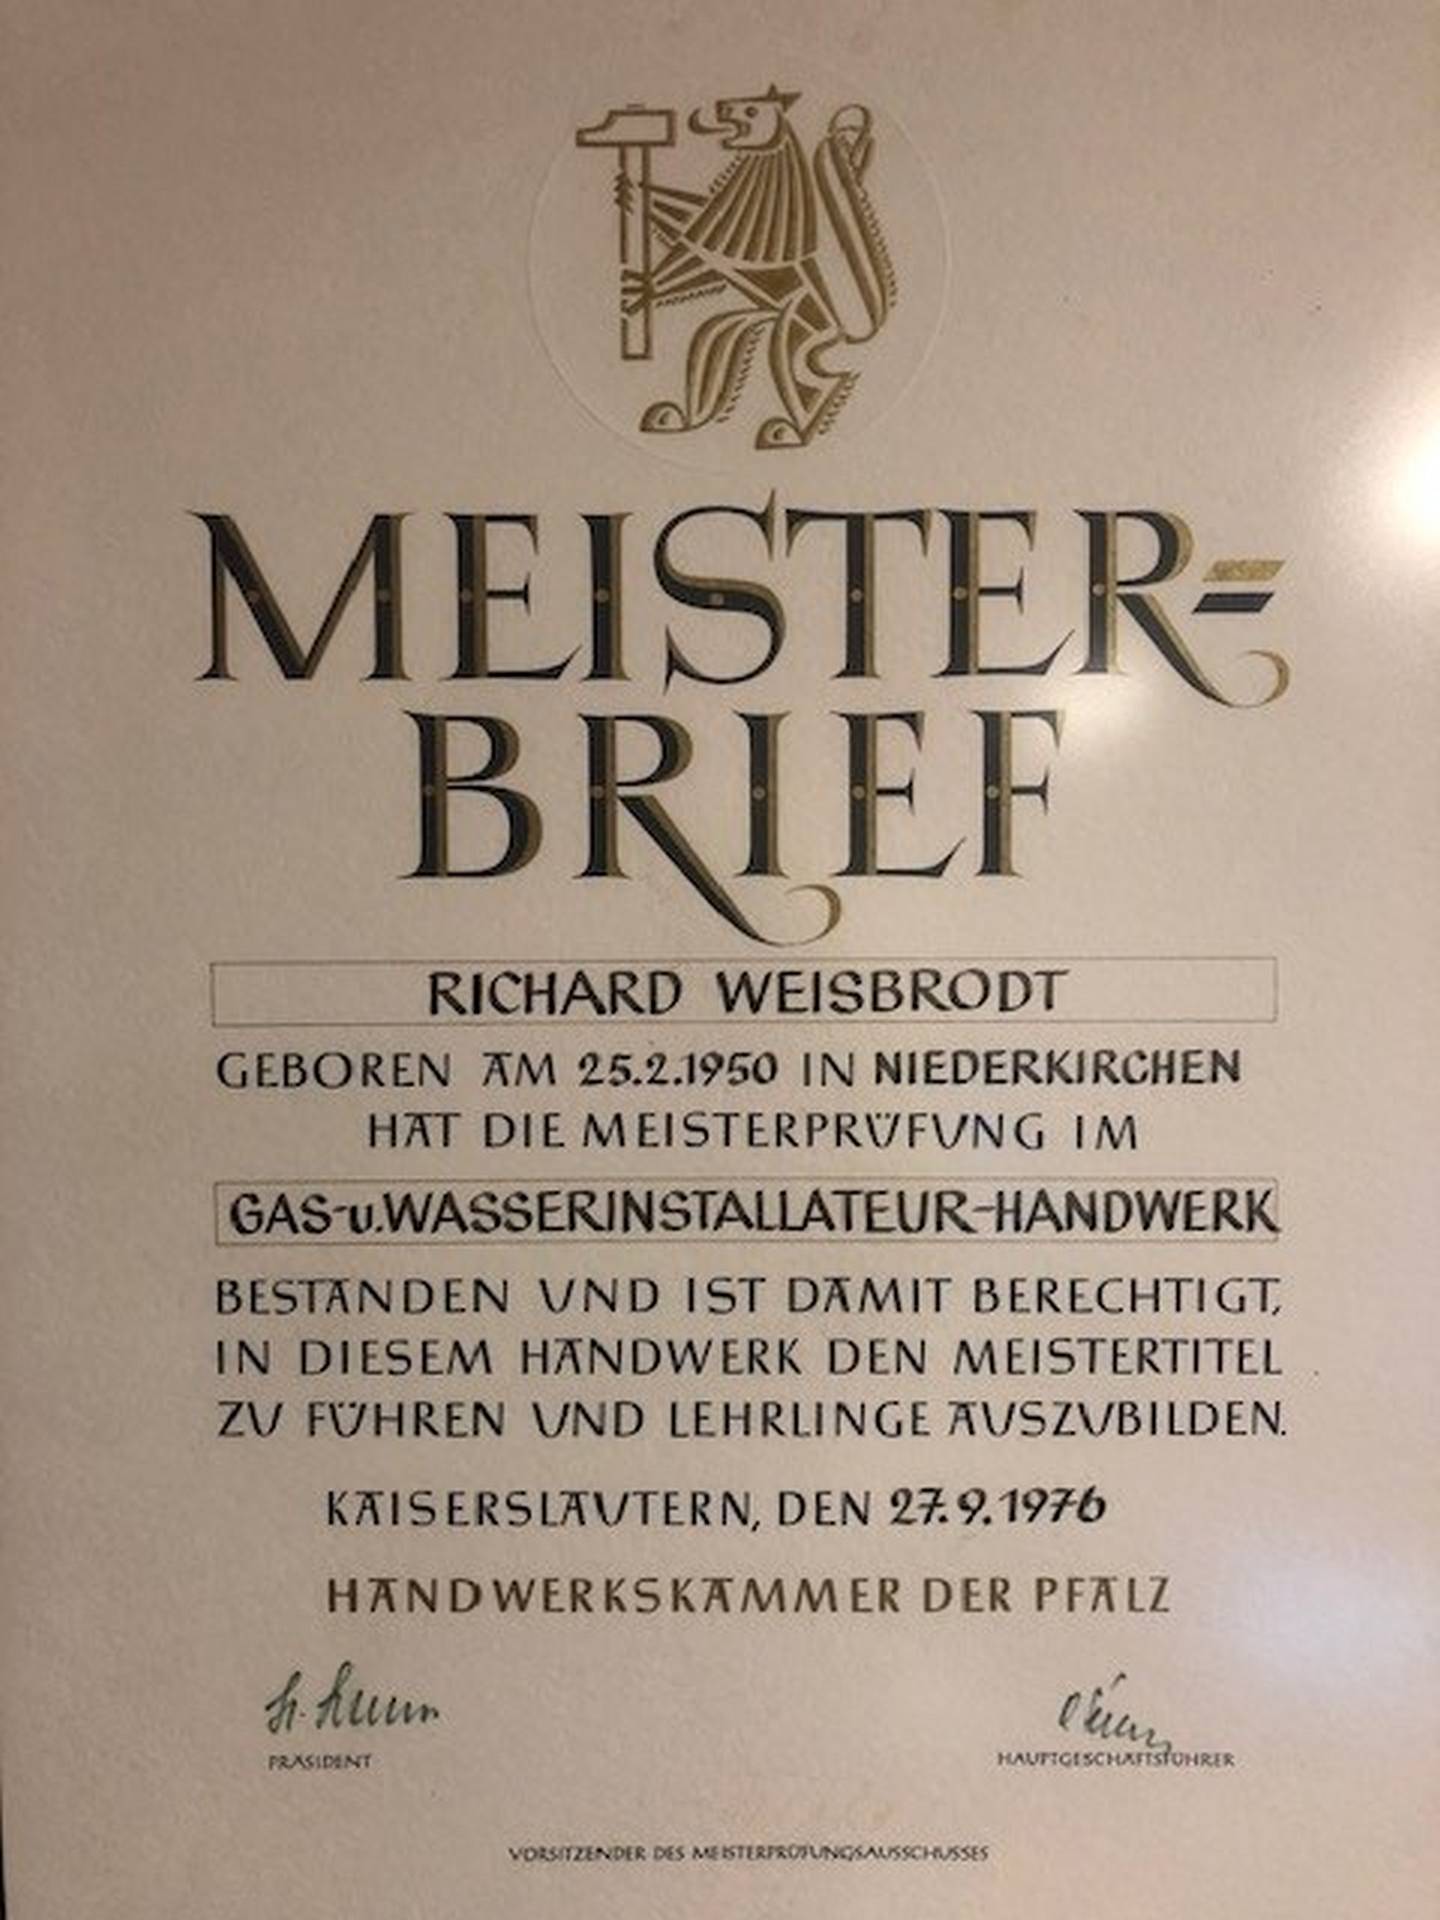 MEISTER=
BRIEF
RICHARD WEISBRODT
GEBOREN AM 25.2.1950 IN NIEDERKIRCHEN
HAT DIE MEISTERPRÜFUNG IM
GAS-u.WASSERINSTALLATEUR-HANDWERK
BESTANDEN UND IST DAMIT BERECHTIGT,
IN DIESEM HANDWERK DEN MEISTERTITEL
ZU FÜHREN UND LEHRLINGE AUSZUBILDEN.
KAISERSLAUTERN, DEN 27.9.1976
HANDWERKSKAMMER DER PFALZ
PRÄSIDENT
HAUPTGESCHÄFTSFÜHRER
VORSITZENDER DES MEISTERPRÜFUNGSAUSSCHUSSES